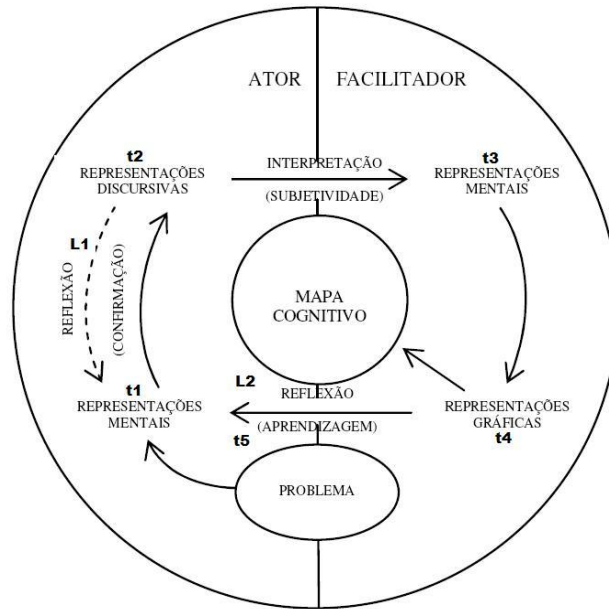 ATOR
FACILITADOR
t2
REPRESENTAÇÕES
DISCURSIVAS
INTERPRETAÇÃO
(SUBJETIVIDADE)
t3
REPRESENTAÇÕES
MENTAIS
L1
REFLEXÃO
(CONFIRMAÇÃO)
MAPA
COGNITIVO
t1
REPRESENTAÇÕES
MENTAIS
L2
REFLEXÃO
(APRENDIZAGEM)
t5
REPRESENTAÇÕES
GRÁFICAS
t4
PROBLEMA